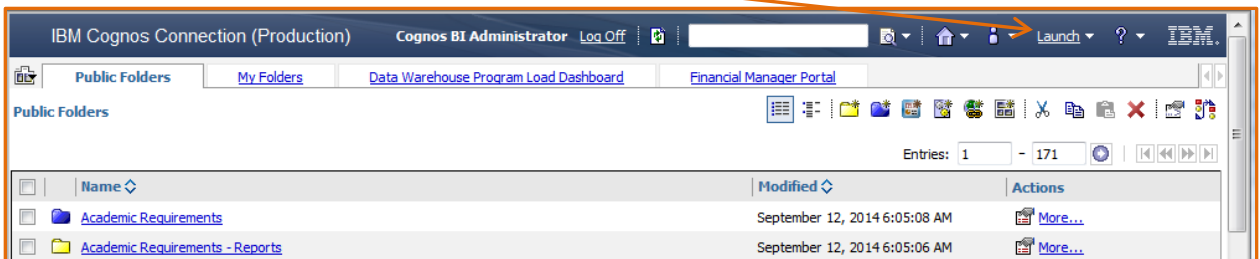 IBM Cognos Connection (Production) Cognos BI Administrator Log Off Launch ? IBM.
Public Folders My Folders Data Warehouse Program Load Dashboard Financial Manager Portal
Public Folders
Entries: 1 - 171
Name Modified Actions
Academic Requirements September 12, 2014 6:05:08 AM More...
Academic Requirements - Reports September 12, 2014 6:05:06 AM More...